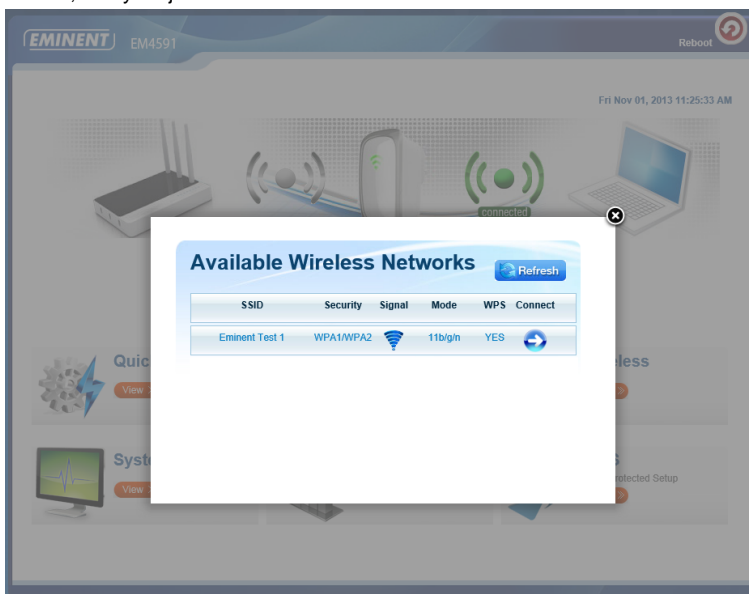 EMINENT EM4591
Reboot
Fri Nov 01, 2013 11:25:33 AM
connected
Available Wireless Networks
Refresh
SSID Security Signal Mode WPS Connect
Eminent Test 1 WPA1/WPA2 11b/g/n YES
Quic
View
less
Syst
View
S
rotected Setup